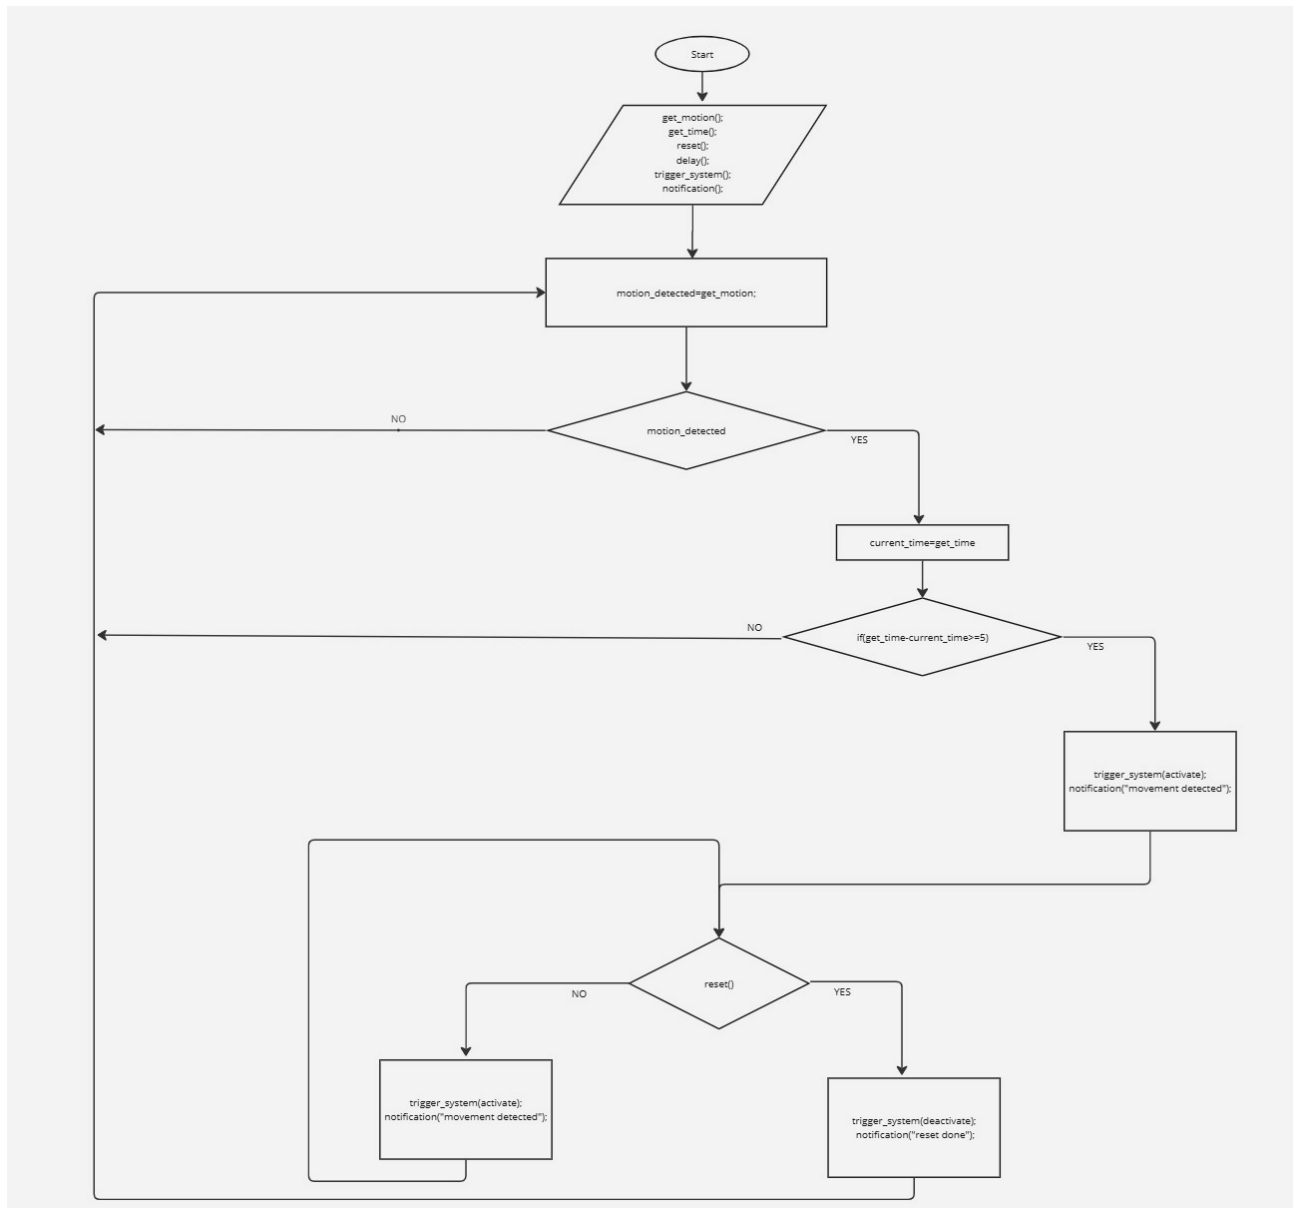 Start
get_motion();
get_time();
reset();
delay();
trigger_system();
notification();
motion_detected=get_motion;
NO
motion_detected
YES
current_time=get_time
NO
if(get_time-current_time>=5)
YES
trigger_system(activate);
notification("movement detected");
reset()
NO
YES
trigger_system(activate);
notification("movement detected");
trigger_system(deactivate);
notification("reset done");